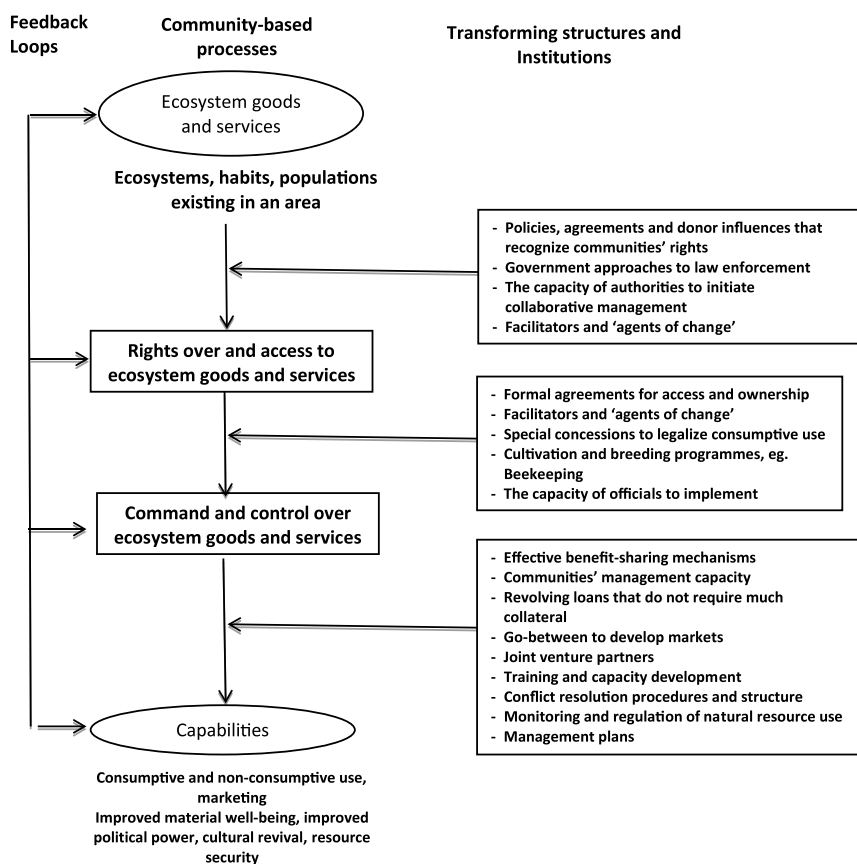 Feedback
Loops
Community-based
processes
Transforming structures and
Institutions
Ecosystem goods
and services
Ecosystems, habits, populations
existing in an area
- Policies, agreements and donor influences that
recognize communities’ rights
- Government approaches to law enforcement
- The capacity of authorities to initiate
collaborative management
- Facilitators and ‘agents of change’
Rights over and access to
ecosystem goods and services
- Formal agreements for access and ownership
- Facilitators and ‘agents of change’
- Special concessions to legalize consumptive use
- Cultivation and breeding programmes, eg.
Beekeeping
- The capacity of officials to implement
Command and control over
ecosystem goods and services
- Effective benefit-sharing mechanisms
- Communities’ management capacity
- Revolving loans that do not require much
collateral
- Go-between to develop markets
- Joint venture partners
- Training and capacity development
- Conflict resolution procedures and structure
- Monitoring and regulation of natural resource use
- Management plans
Capabilities
Consumptive and non-consumptive use,
marketing
Improved material well-being, improved
political power, cultural revival, resource
security